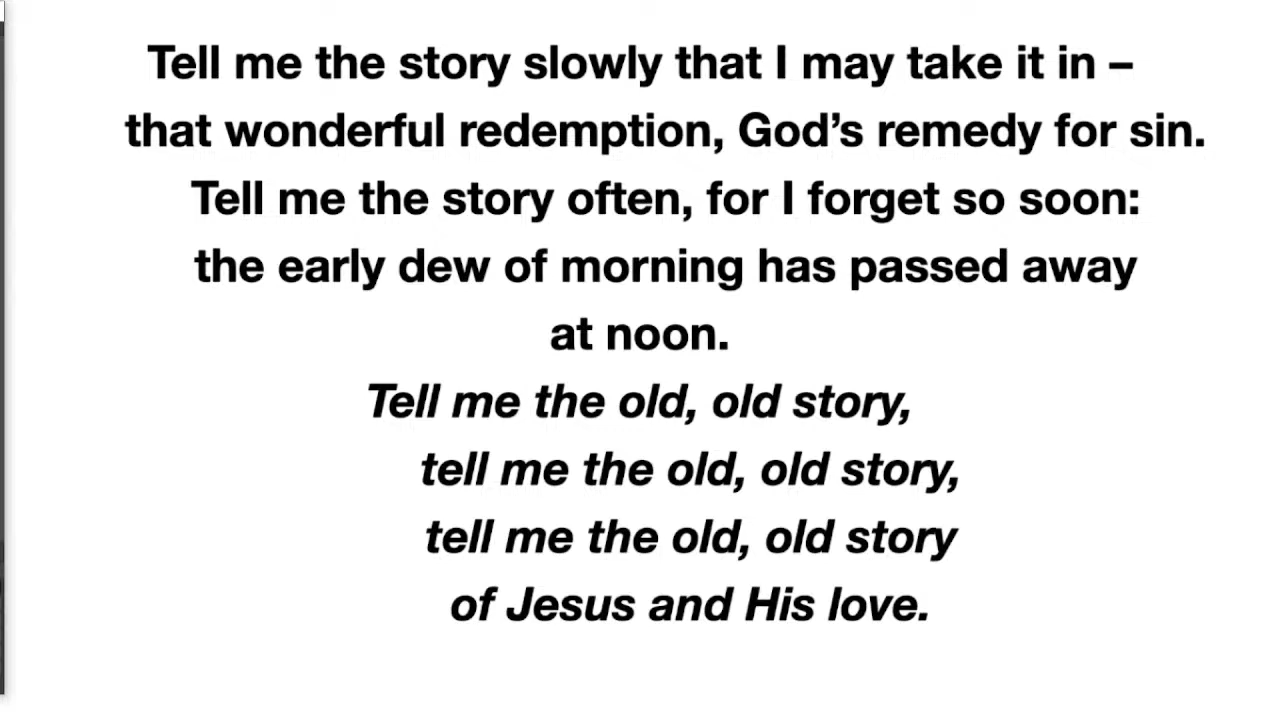 Tell me the story slowly that I may take it in –
that wonderful redemption, God’s remedy for sin.
Tell me the story often, for I forget so soon:
the early dew of morning has passed away
at noon.
Tell me the old, old story,
tell me the old, old story,
tell me the old, old story
of Jesus and His love.